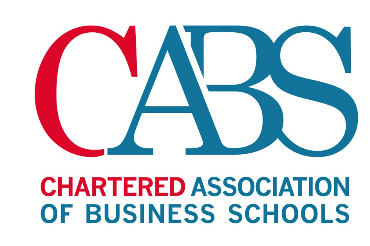 CABS
CHARTERED ASSOCIATION
OF BUSINESS SCHOOLS